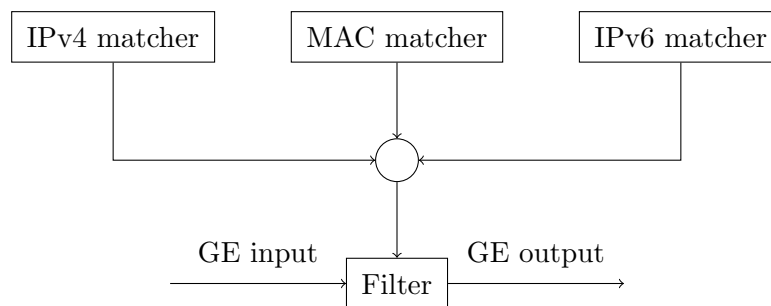 IPv4 matcher
MAC matcher
IPv6 matcher
GE input
GE output
Filter